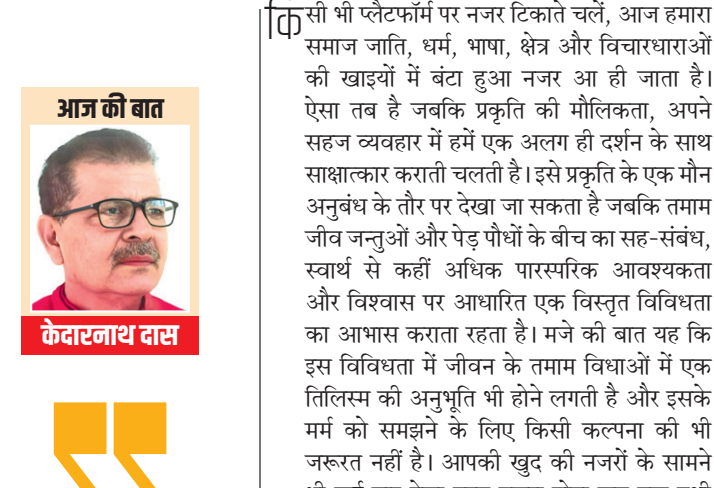 आज की बात
केदारनाथ दास
किसी भी प्लैटफॉर्म पर नजर टिकाते चलें, आज हमारा
समाज जाति, धर्म, भाषा, क्षेत्र और विचारधाराओं
की खाइयों में बंटा हुआ नजर आ ही जाता है।
ऐसा तब है जबकि प्रकृति की मौलिकता, अपने
सहज व्यवहार में हमें एक अलग ही दर्शन के साथ
साक्षात्कार कराती चलती है। इसे प्रकृति के एक मौन
अनुबंध के तौर पर देखा जा सकता है जबकि तमाम
जीव जन्तुओं और पेड़ पौधों के बीच का सह-संबंध,
स्वार्थ से कहीं अधिक पारस्परिक आवश्यकता
और विश्वास पर आधारित एक विस्तृत विविधता
का आभास कराता रहता है। मजे की बात यह कि
इस विविधता में जीवन के तमाम विधाओं में एक
तिलिस्म की अनुभूति भी होने लगती है और इसके
मर्म को समझने के लिए किसी कल्पना की भी
जरूरत नहीं है। आपकी खुद की नजरों के सामने